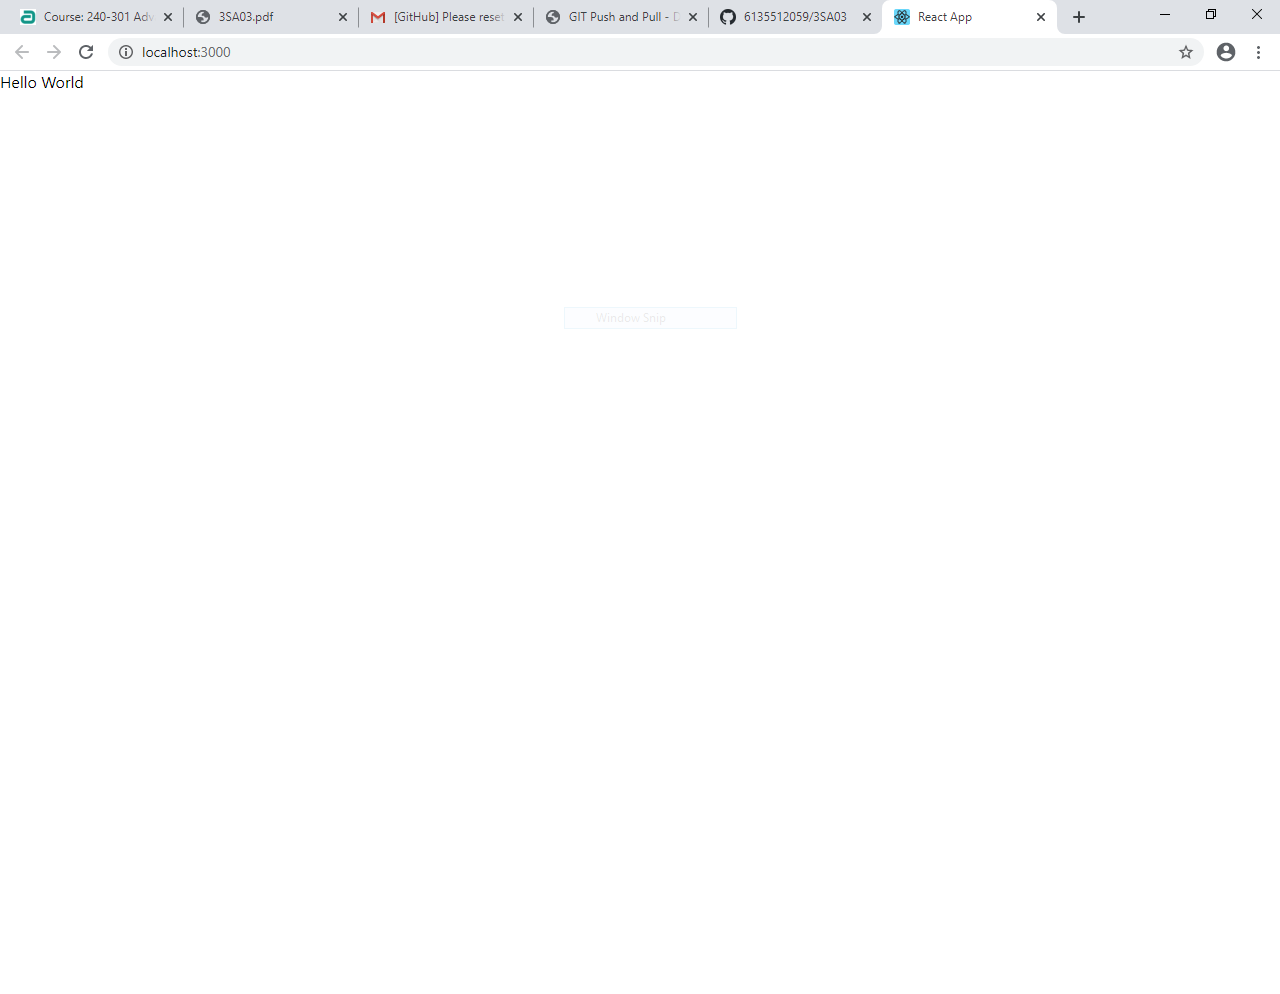 Course: 240-301 Adv
3SA03.pdf
[GitHub] Please reset
GIT Push and Pull - D
6135512059/3SA03
React App
localhost:3000
Hello World
Window Snip